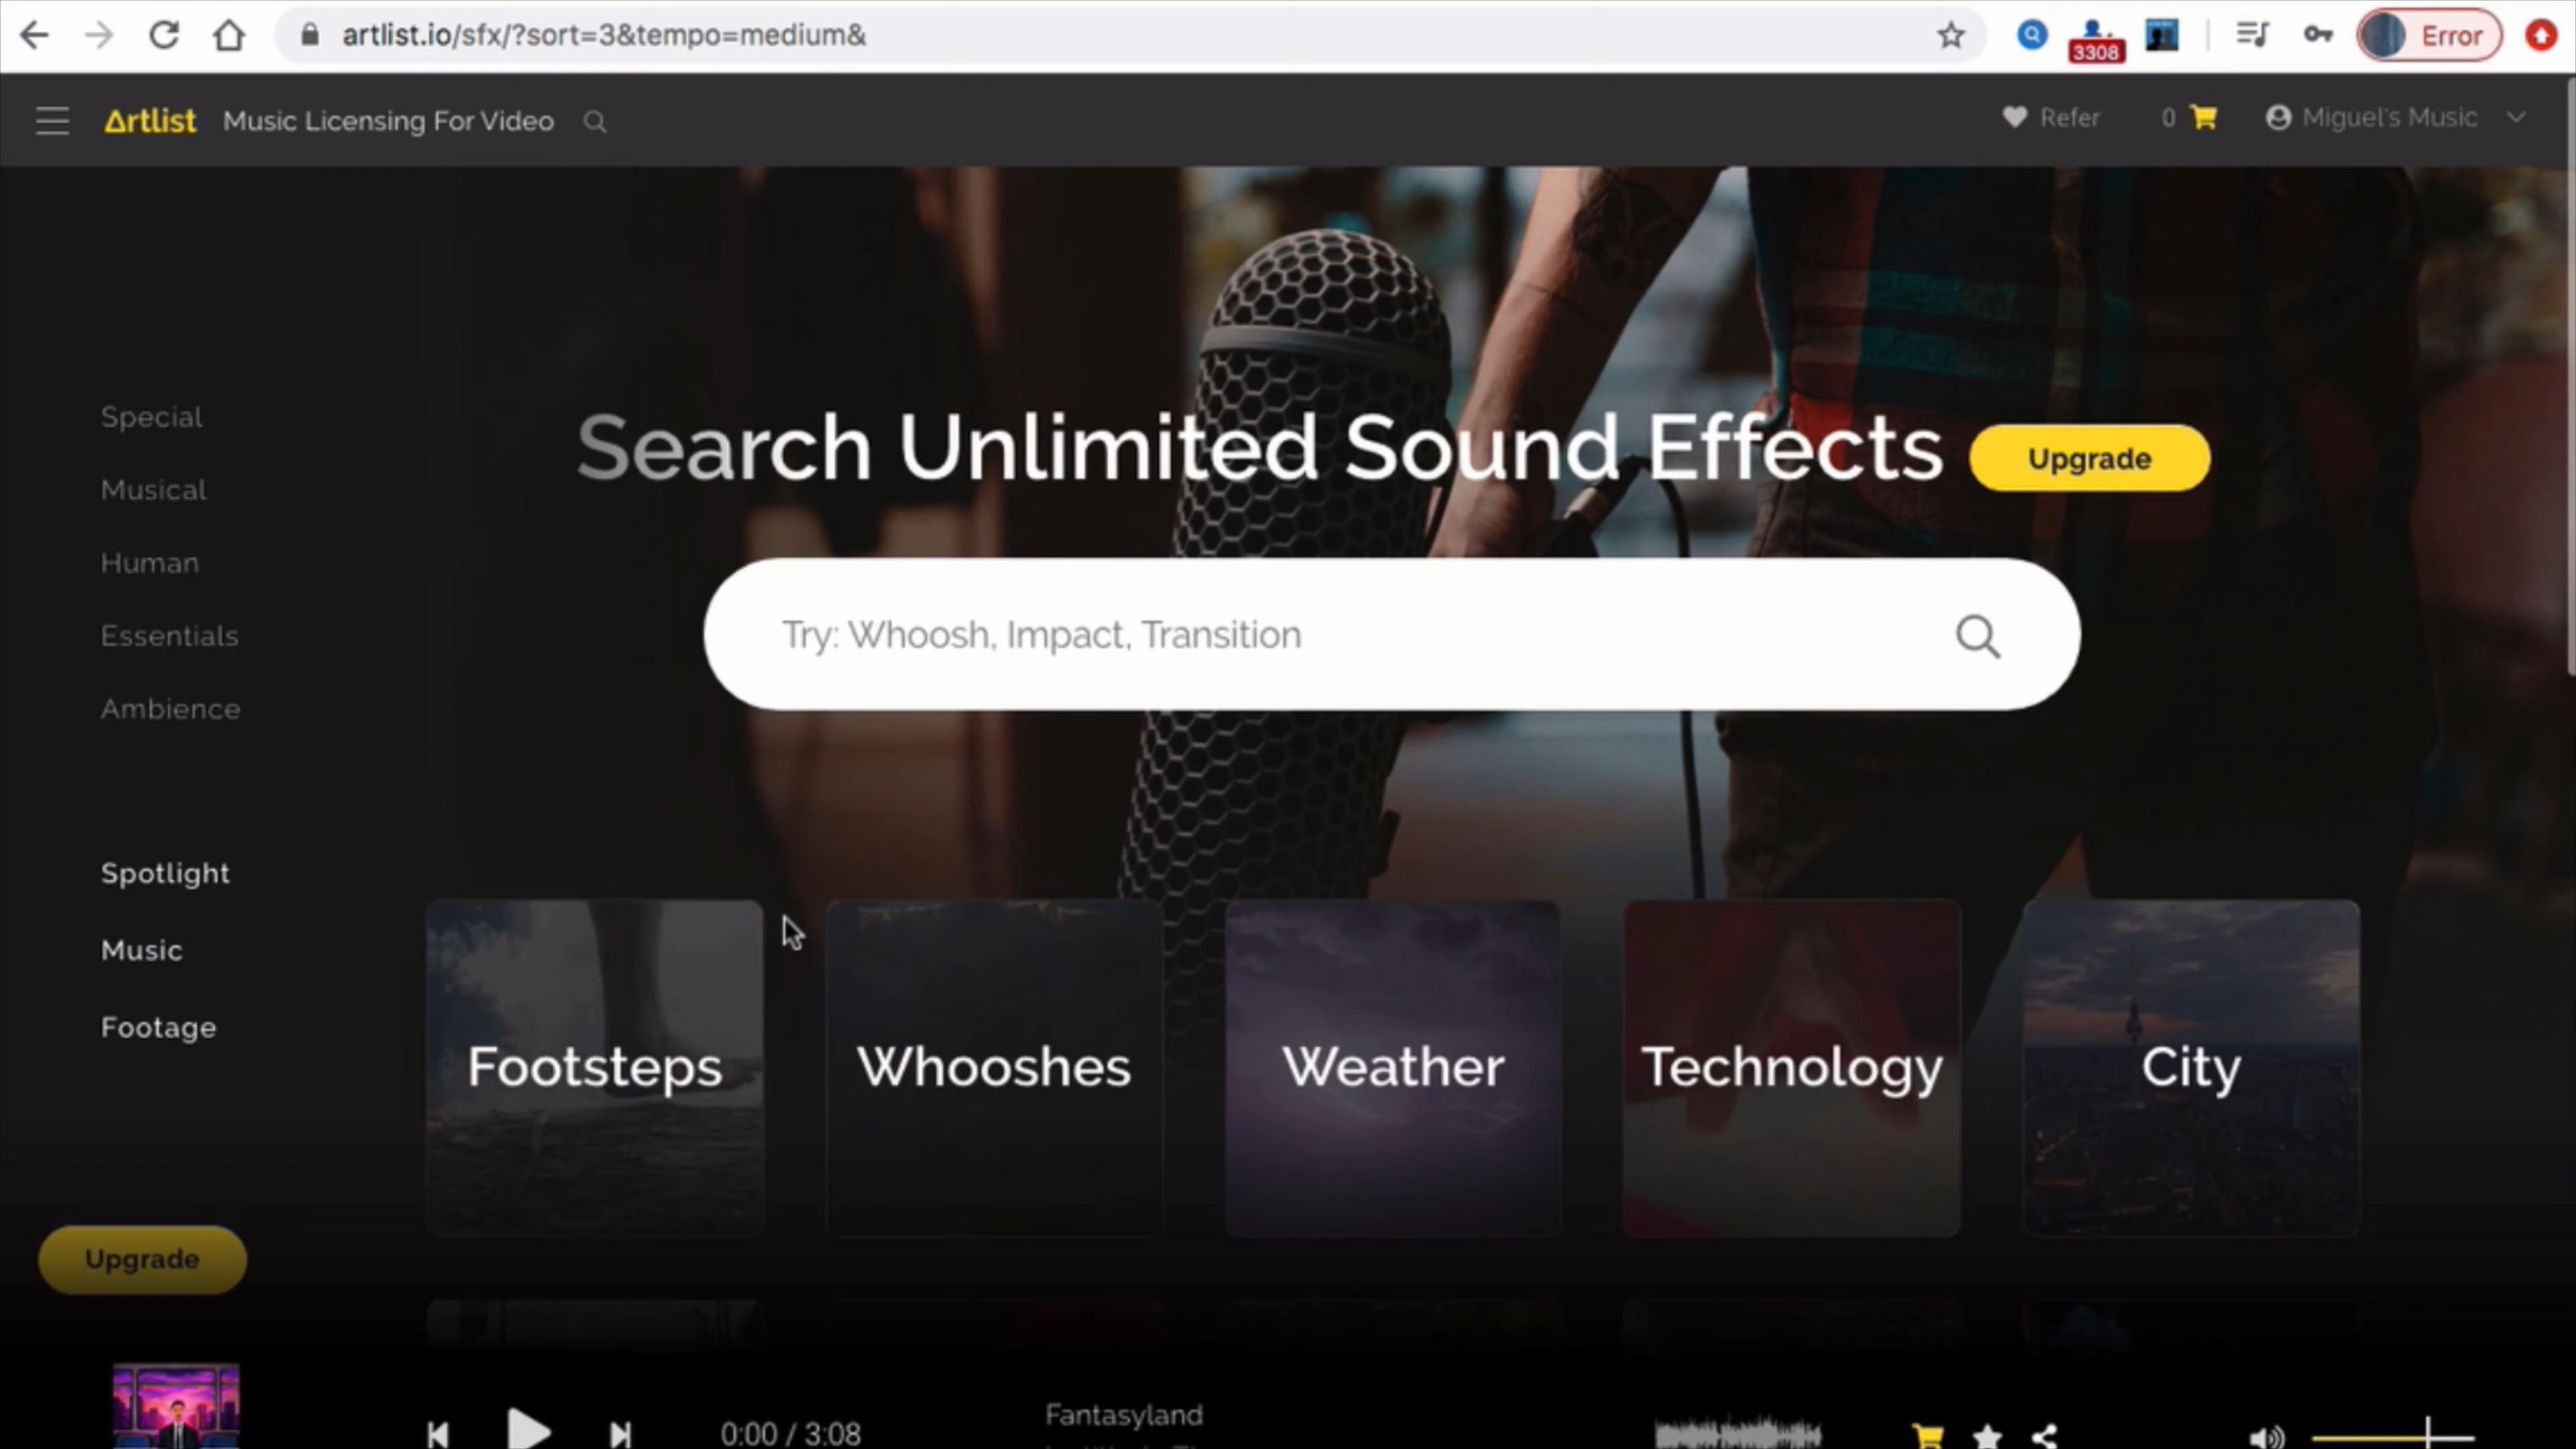 artlist.io/sfx/?sort=3&tempo=medium&
3308
Error
Artlist
Music Licensing For Video
Refer
0
Miguel's Music
Special
Musical
Human
Essentials
Ambience
Spotlight
Music
Footage
Upgrade
Search Unlimited Sound Effects
Upgrade
Try: Whoosh, Impact, Transition
Footsteps
Whooshes
Weather
Technology
City
0:00 / 3:08
Fantasyland